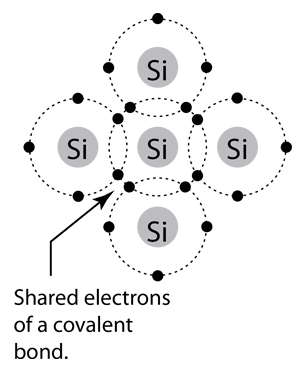 Si
Si Si Si
Si
Shared electrons
of a covalent
bond.